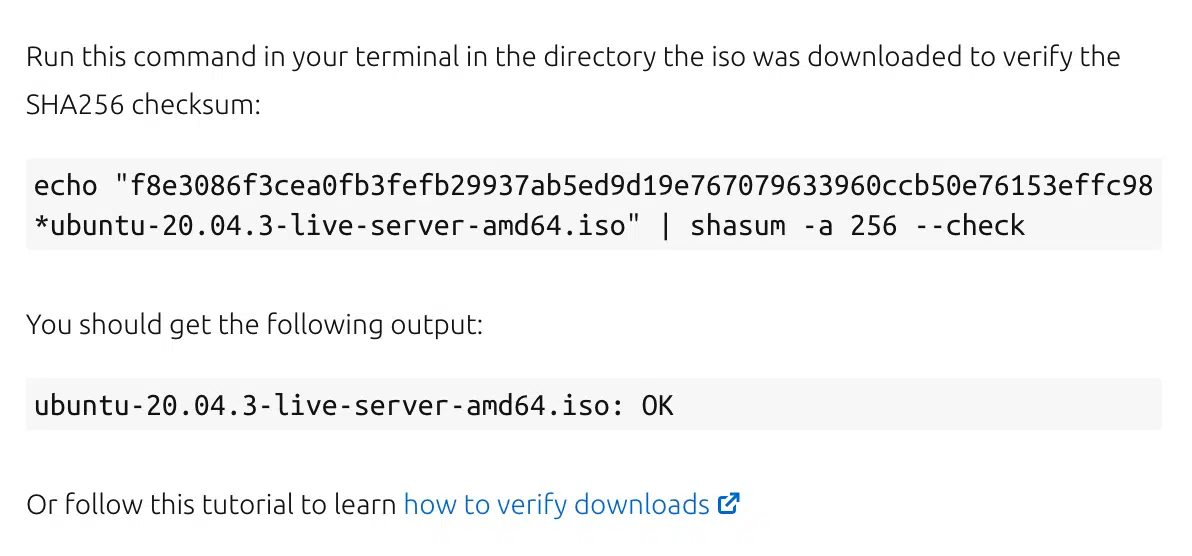 Run this command in your terminal in the directory the iso was downloaded to verify the
SHA256 checksum:
echo "f8e3086f3cea0fb3fefb29937ab5ed9d19e767079633960ccb50e76153effc98
*ubuntu-20.04.3-live-server-amd64.iso" | shasum -a 256 --check
You should get the following output:
ubuntu-20.04.3-live-server-amd64.iso: OK
Or follow this tutorial to learn how to verify downloads